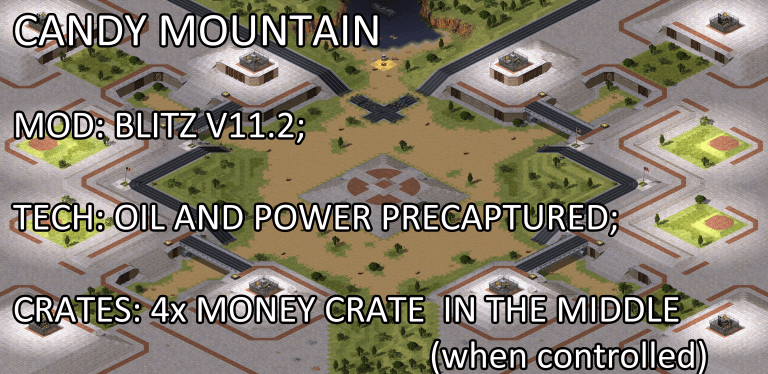 CANDY MOUNTAIN
MOD: BLITZ V11.2;
TECH: OIL AND POWER PRECAPTURED;
CRATES: 4x MONEY CRATE IN THE MIDDLE
(when controlled)